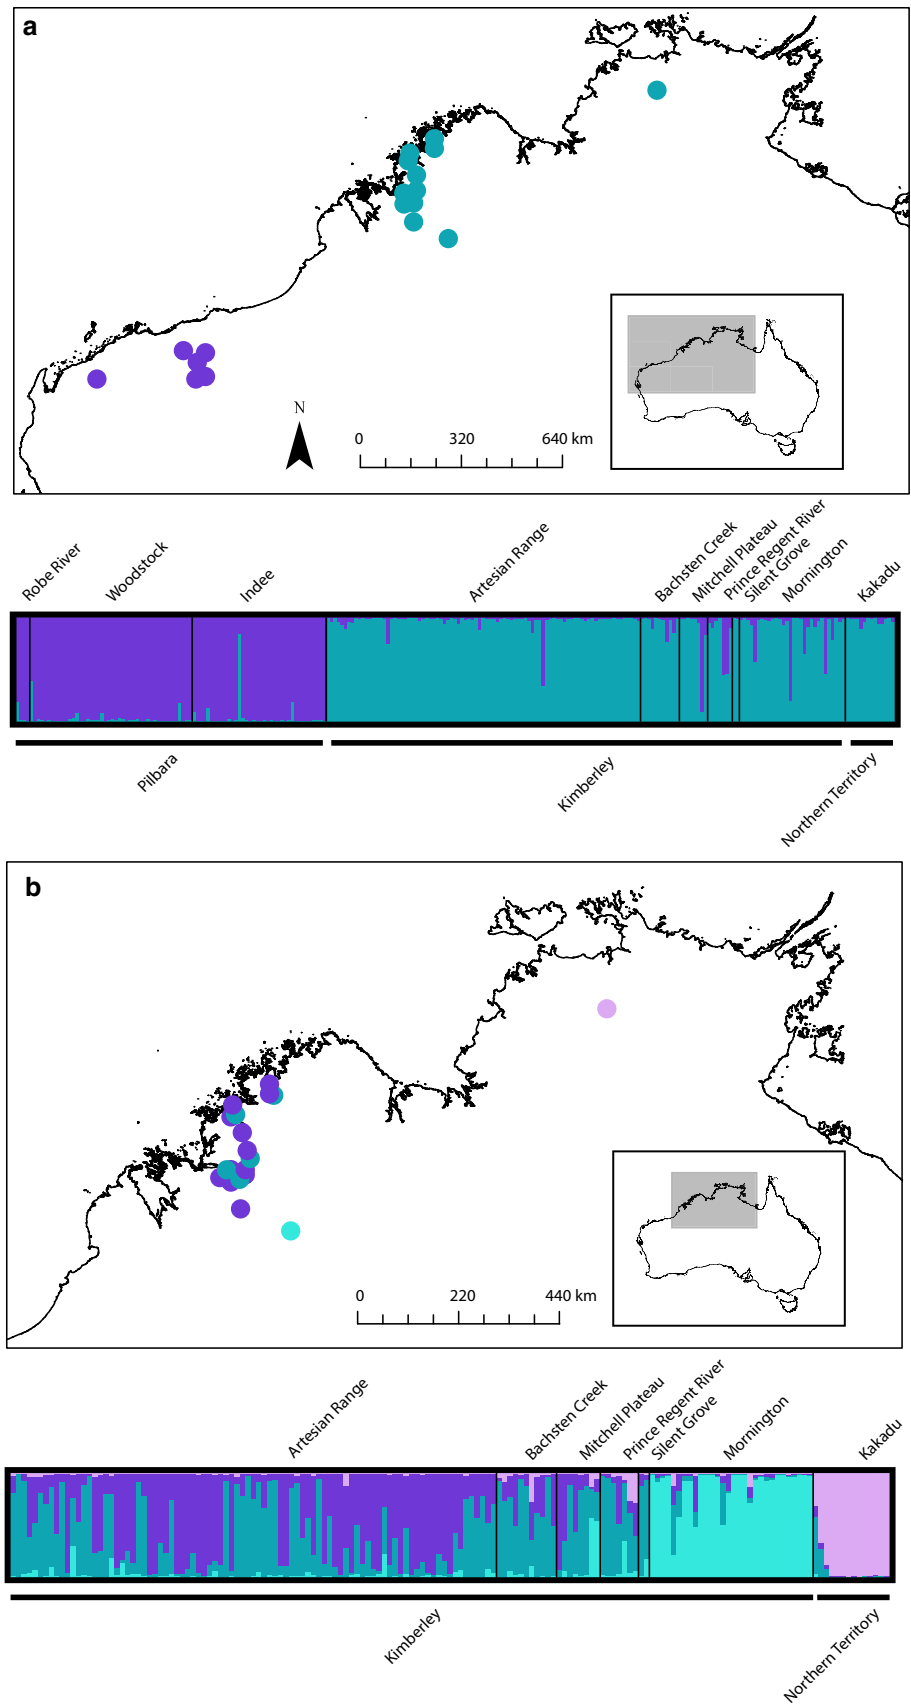 a
N
0 320 640 km
Robe River
Woodstock
Indee
Artesian Range
Bachsten Creek
Mitchell Plateau
Prince Regent River
Silent Grove
Mornington
Kakadu
Pilbara
Kimberley
Northern Territory
b
0 220 440 km
Artesian Range
Bachsten Creek
Mitchell Plateau
Prince Regent River
Silent Grove
Mornington
Kakadu
Kimberley
Northern Territory